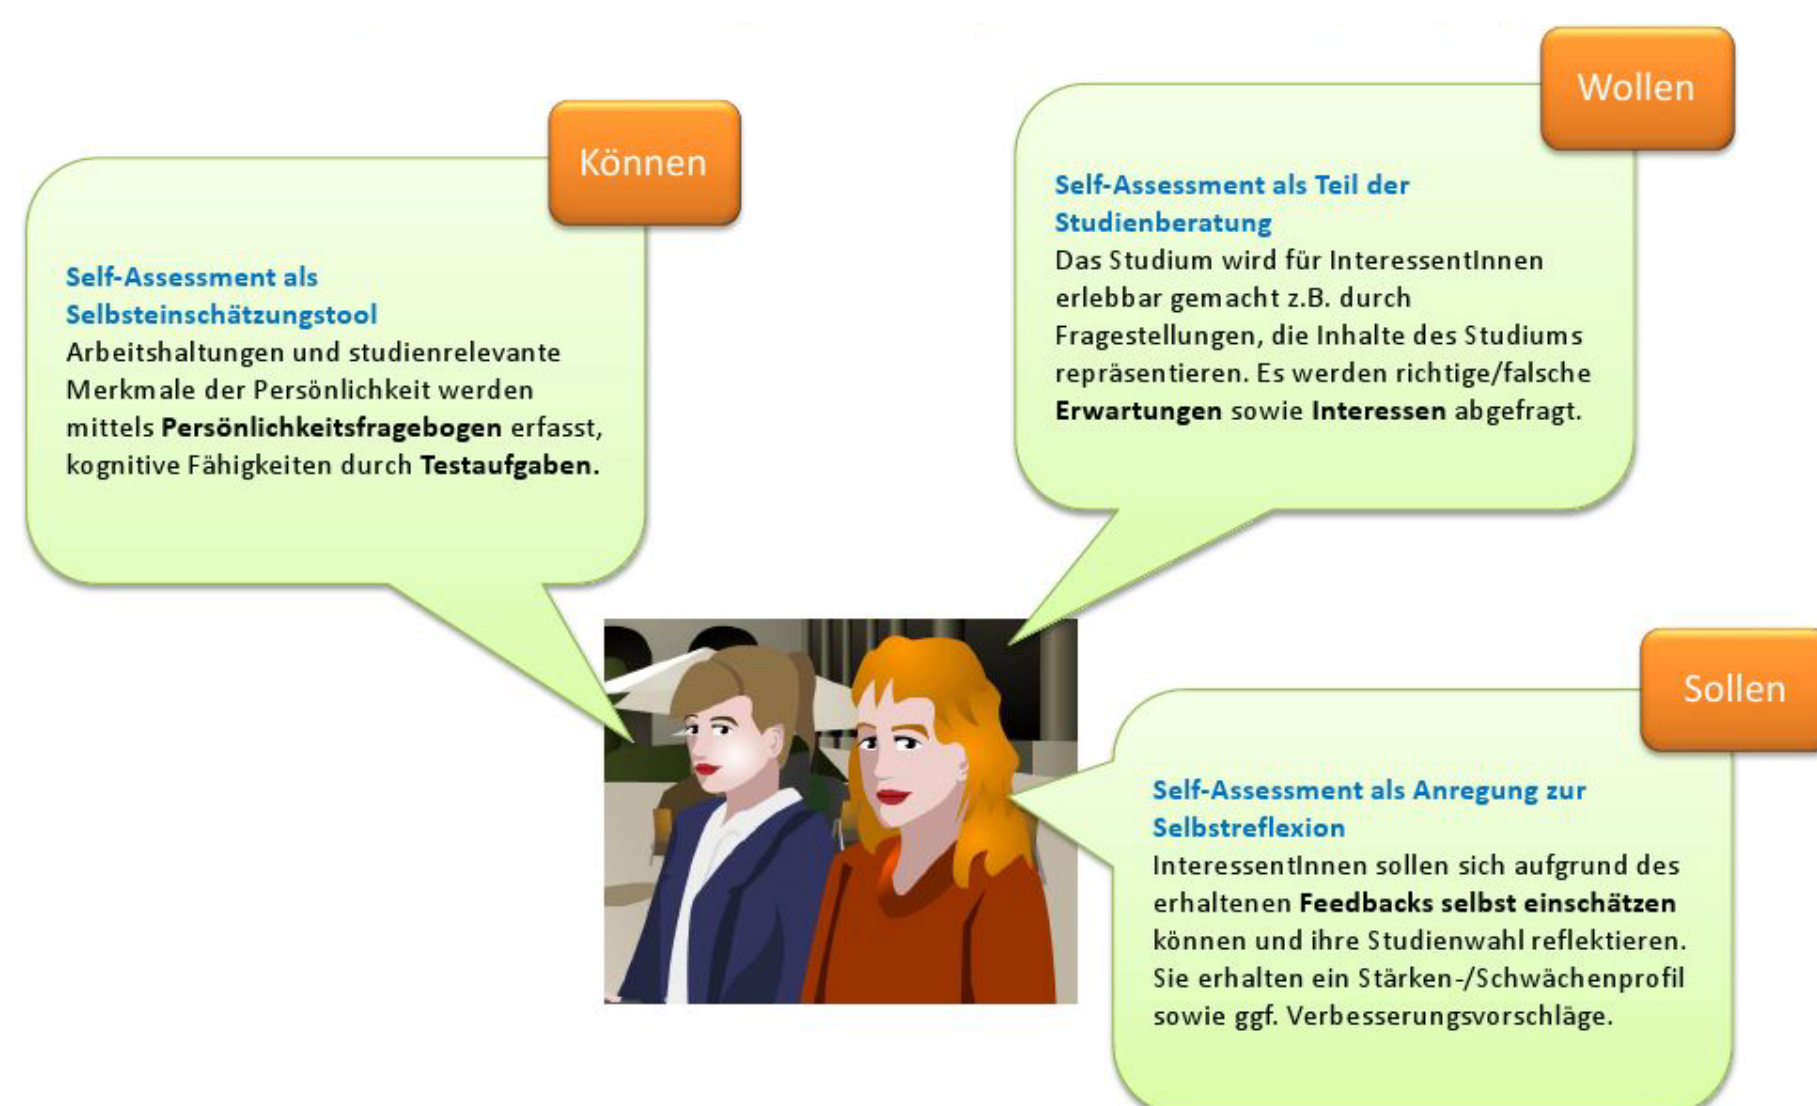 Können
Self-Assessment als
Selbsteinschätzungstool
Arbeitshaltungen und studienrelevante
Merkmale der Persönlichkeit werden
mittels Persönlichkeitsfragebogen erfasst,
kognitive Fähigkeiten durch Testaufgaben.
Wollen
Self-Assessment als Teil der
Studienberatung
Das Studium wird für InteressentInnen
erlebbar gemacht z.B. durch
Fragestellungen, die Inhalte des Studiums
repräsentieren. Es werden richtige/falsche
Erwartungen sowie Interessen abgefragt.
Sollen
Self-Assessment als Anregung zur
Selbstreflexion
InteressentInnen sollen sich aufgrund des
erhaltenen Feedbacks selbst einschätzen
können und ihre Studienwahl reflektieren.
Sie erhalten ein Stärken-/Schwächenprofil
sowie ggf. Verbesserungsvorschläge.